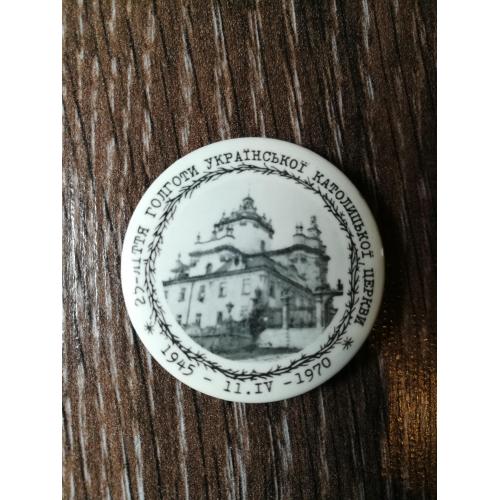 25-ЛІТТЯ ГОЛГОТИ УКРАЇНСЬКОЇ КАТОЛИЦЬКОЇ ЦЕРКВИ
* 1945 - 11.IV - 1970 *